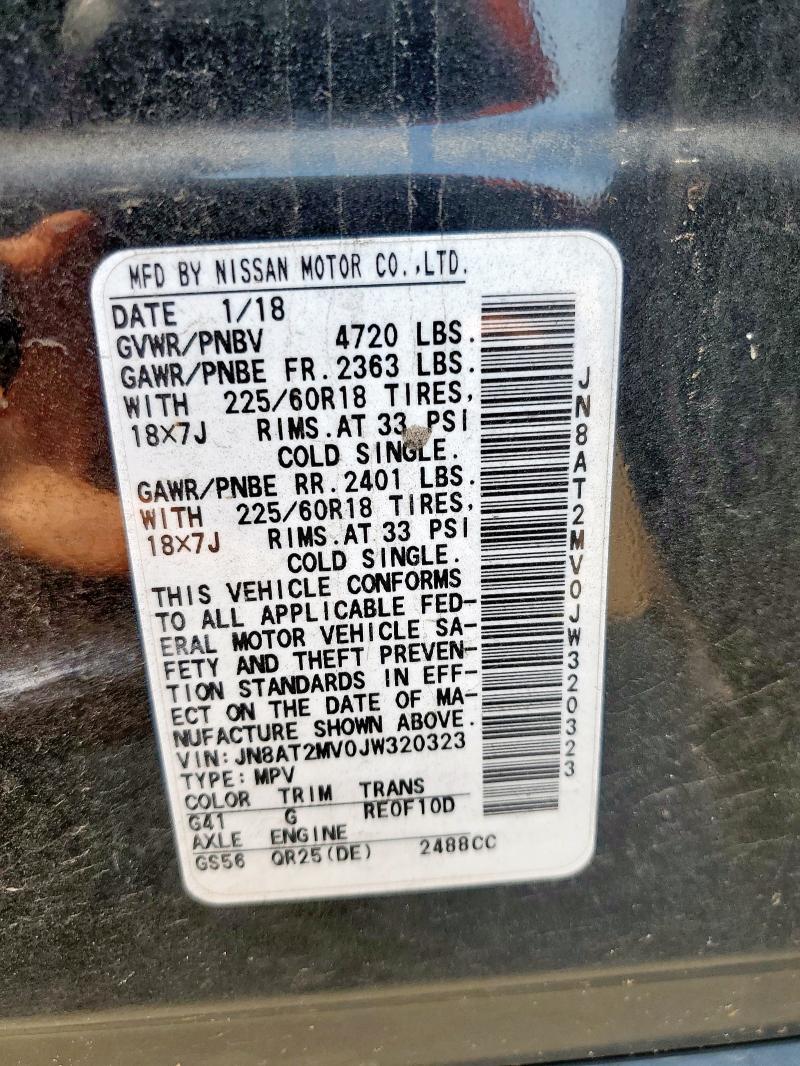 MFD BY NISSAN MOTOR CO.,LTD.
DATE 1/18
GVWR/PNBV 4720 LBS.
GAWR/PNBE FR. 2363 LBS.
WITH 225/60R18 TIRES,
18X7J RIMS. AT 33 PSI
COLD SINGLE.
GAWR/PNBE RR. 2401 LBS.
WITH 225/60R18 TIRES,
18X7J RIMS. AT 33 PSI
COLD SINGLE.
THIS VEHICLE CONFORMS
TO ALL APPLICABLE FED-
ERAL MOTOR VEHICLE SA-
FETY AND THEFT PREVEN-
TION STANDARDS IN EFF-
ECT ON THE DATE OF MA-
NUFACTURE SHOWN ABOVE.
VIN: JN8AT2MV0JW320323
TYPE: MPV
COLOR TRIM TRANS
G41 G RE0F10D
AXLE ENGINE
GS56 QR25(DE) 2488CC
JN8AT2MV0JW320323